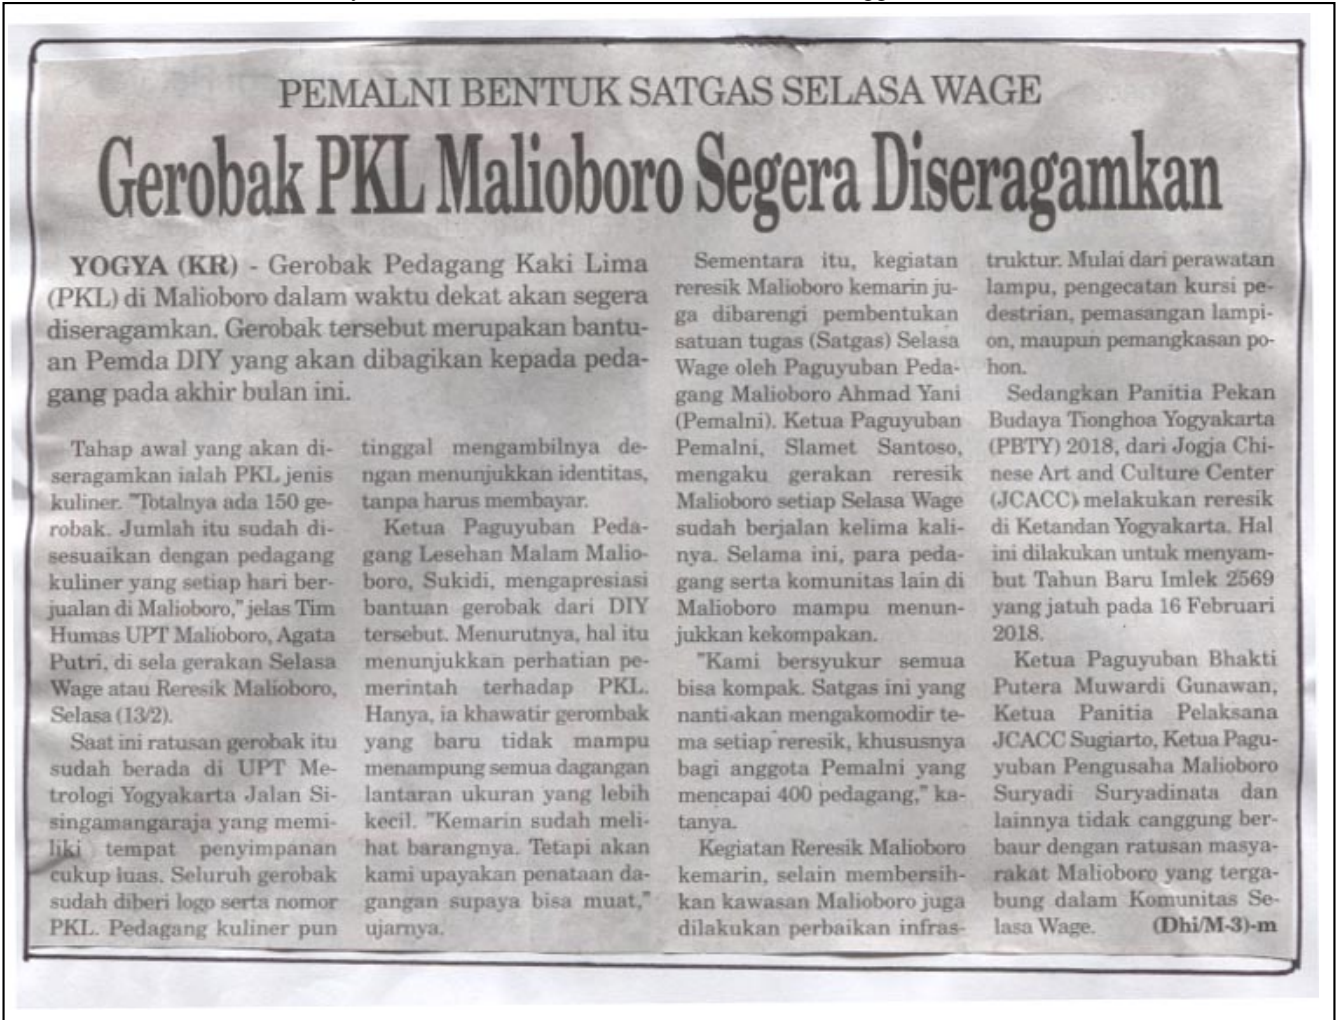 PEMALNI BENTUK SATGAS SELASA WAGE
Gerobak PKL Malioboro Segera Diseragamkan
YOGYA (KR) - Gerobak Pedagang Kaki Lima
(PKL) di Malioboro dalam waktu dekat akan segera
diseragamkan. Gerobak tersebut merupakan bantu-
an Pemda DIY yang akan dibagikan kepada peda-
gang pada akhir bulan ini.
Tahap awal yang akan di-
seragamkan ialah PKL jenis
kuliner. "Totalnya ada 150 ge-
robak. Jumlah itu sudah di-
sesuaikan dengan pedagang
kuliner yang setiap hari ber-
jualan di Malioboro," jelas Tim
Humas UPT Malioboro, Agata
Putri, di sela gerakan Selasa
Wage atau Reresik Malioboro,
Selasa (13/2).
Saat ini ratusan gerobak itu
sudah berada di UPT Me-
trologi Yogyakarta Jalan Si-
singamangaraja yang memi-
liki tempat penyimpanan
cukup luas. Seluruh gerobak
sudah diberi logo serta nomor
PKL. Pedagang kuliner pun
tinggal mengambilnya de-
ngan menunjukkan identitas,
tanpa harus membayar.
Ketua Paguyuban Peda-
gang Lesehan Malam Malio-
boro, Sukidi, mengapresiasi
bantuan gerobak dari DIY
tersebut. Menurutnya, hal itu
menunjukkan perhatian pe-
merintah terhadap PKL.
Hanya, ia khawatir gerombak
yang baru tidak mampu
menampung semua dagangan
lantaran ukuran yang lebih
kecil. "Kemarin sudah meli-
hat barangnya. Tetapi akan
kami upayakan penataan da-
gangan supaya bisa muat,"
ujarnya.
Sementara itu, kegiatan
reresik Malioboro kemarin ju-
ga dibarengi pembentukan
satuan tugas (Satgas) Selasa
Wage oleh Paguyuban Peda-
gang Malioboro Ahmad Yani
(Pemalni). Ketua Paguyuban
Pemalni, Slamet Santoso,
mengaku gerakan reresik
Malioboro setiap Selasa Wage
sudah berjalan kelima kali-
nya. Selama ini, para peda-
gang serta komunitas lain di
Malioboro mampu menun-
jukkan kekompakan.
"Kami bersyukur semua
bisa kompak. Satgas ini yang
nanti akan mengakomodir te-
ma setiap reresik, khususnya
bagi anggota Pemalni yang
mencapai 400 pedagang," ka-
tanya.
Kegiatan Reresik Malioboro
kemarin, selain membersih-
kan kawasan Malioboro juga
dilakukan perbaikan infras-
truktur. Mulai dari perawatan
lampu, pengecatan kursi pe-
destrian, pemasangan lampi-
on, maupun pemangkasan po-
hon.
Sedangkan Panitia Pekan
Budaya Tionghoa Yogyakarta
(PBTY) 2018, dari Jogja Chi-
nese Art and Culture Center
(JCACC) melakukan reresik
di Ketandan Yogyakarta. Hal
ini dilakukan untuk menyam-
but Tahun Baru Imlek 2569
yang jatuh pada 16 Februari
2018.
Ketua Paguyuban Bhakti
Putera Muwardi Gunawan,
Ketua Panitia Pelaksana
JCACC Sugiarto, Ketua Pagu-
yuban Pengusaha Malioboro
Suryadi Suryadinata dan
lainnya tidak canggung ber-
baur dengan ratusan masya-
rakat Malioboro yang terga-
bung dalam Komunitas Se-
lasa Wage. (Dhi/M-3)-m